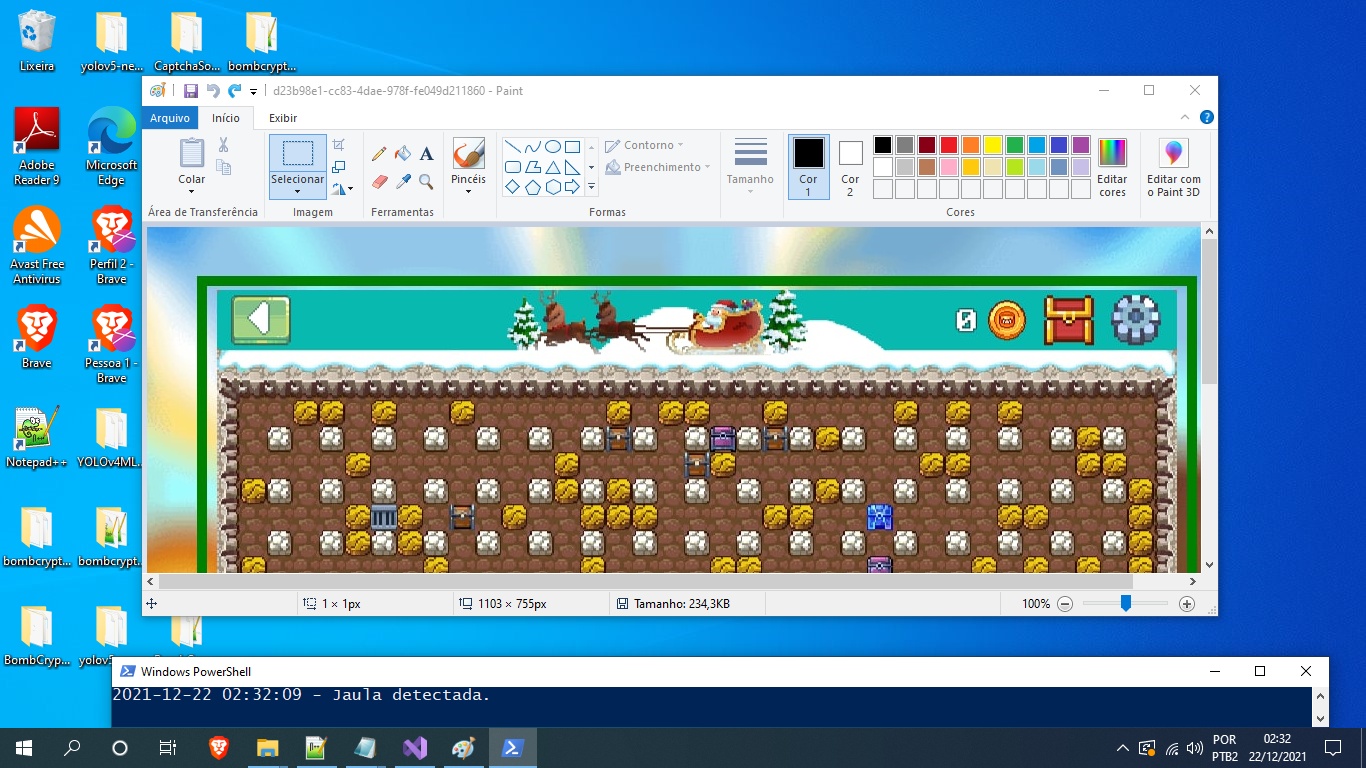 Lixeira
yolov5-ne...
CaptchaSo...
bombcrypt...
d23b98e1-cc83-4dae-978f-fe049d211860 - Paint
Arquivo
Início
Exibir
Colar
Selecionar
Pincéis
Contorno
Preenchimento
Tamanho
Cor
1
Cor
2
Editar
cores
Editar com
o Paint 3D
Área de Transferência
Imagem
Ferramentas
Formas
Cores
Adobe
Reader 9
Microsoft
Edge
Avast Free
Antivirus
Perfil 2 -
Brave
Brave
Pessoa 1 -
Brave
Notepad++
YOLOv4ML...
bombcrypt...
bombcrypt...
BombCryp...
0
1 × 1px
1103 × 755px
Tamanho: 234,3KB
100%
Windows PowerShell
2021-12-22 02:32:09 - Jaula detectada.
POR
PTB2
02:32
22/12/2021